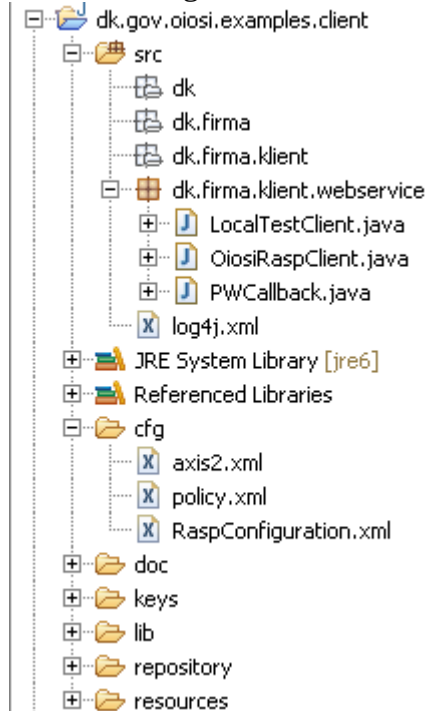 dk.gov.oiosi.examples.client
src
dk
dk.firma
dk.firma.klient
dk.firma.klient.webservice
LocalTestClient.java
OiosiRaspClient.java
PWCallback.java
log4j.xml
JRE System Library [jre6]
Referenced Libraries
cfg
axis2.xml
policy.xml
RaspConfiguration.xml
doc
keys
lib
repository
resources